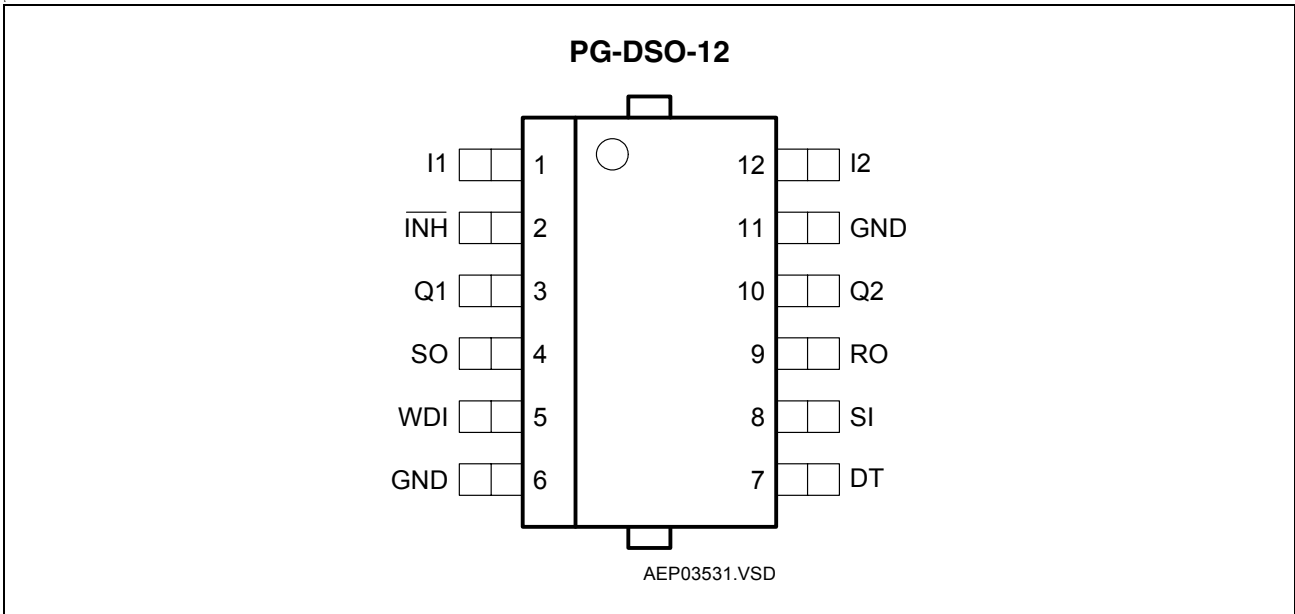 PG-DSO-12
I1 1 12 I2
I̅N̅H̅ 2 11 GND
Q1 3 10 Q2
SO 4 9 RO
WDI 5 8 SI
GND 6 7 DT
AEP03531.VSD